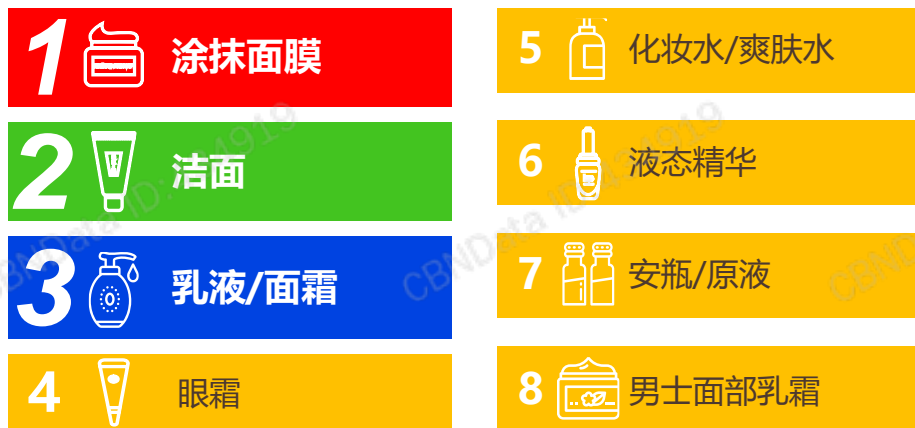 1 涂抹面膜
2 洁面
3 乳液/面霜
4 眼霜
5 化妆水/爽肤水
6 液态精华
7 安瓶/原液
8 男士面部乳霜